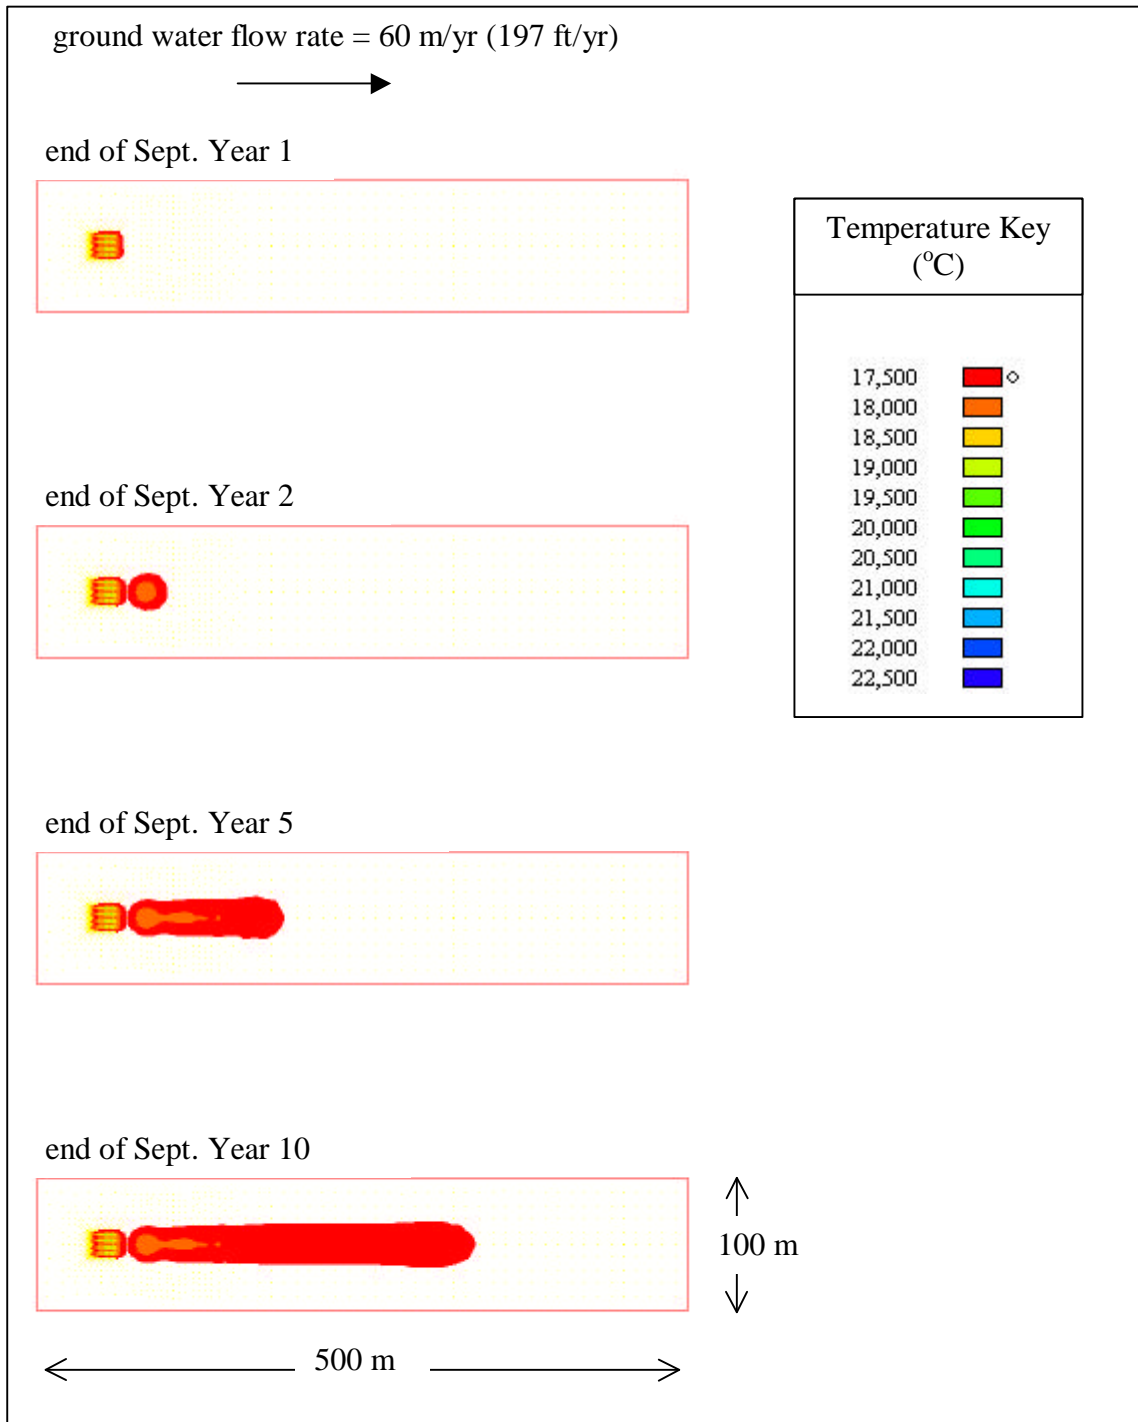 ground water flow rate = 60 m/yr (197 ft/yr)
end of Sept. Year 1
Temperature Key
(°C)
17,500
18,000
18,500
19,000
19,500
20,000
20,500
21,000
21,500
22,000
22,500
end of Sept. Year 2
end of Sept. Year 5
end of Sept. Year 10
100 m
500 m